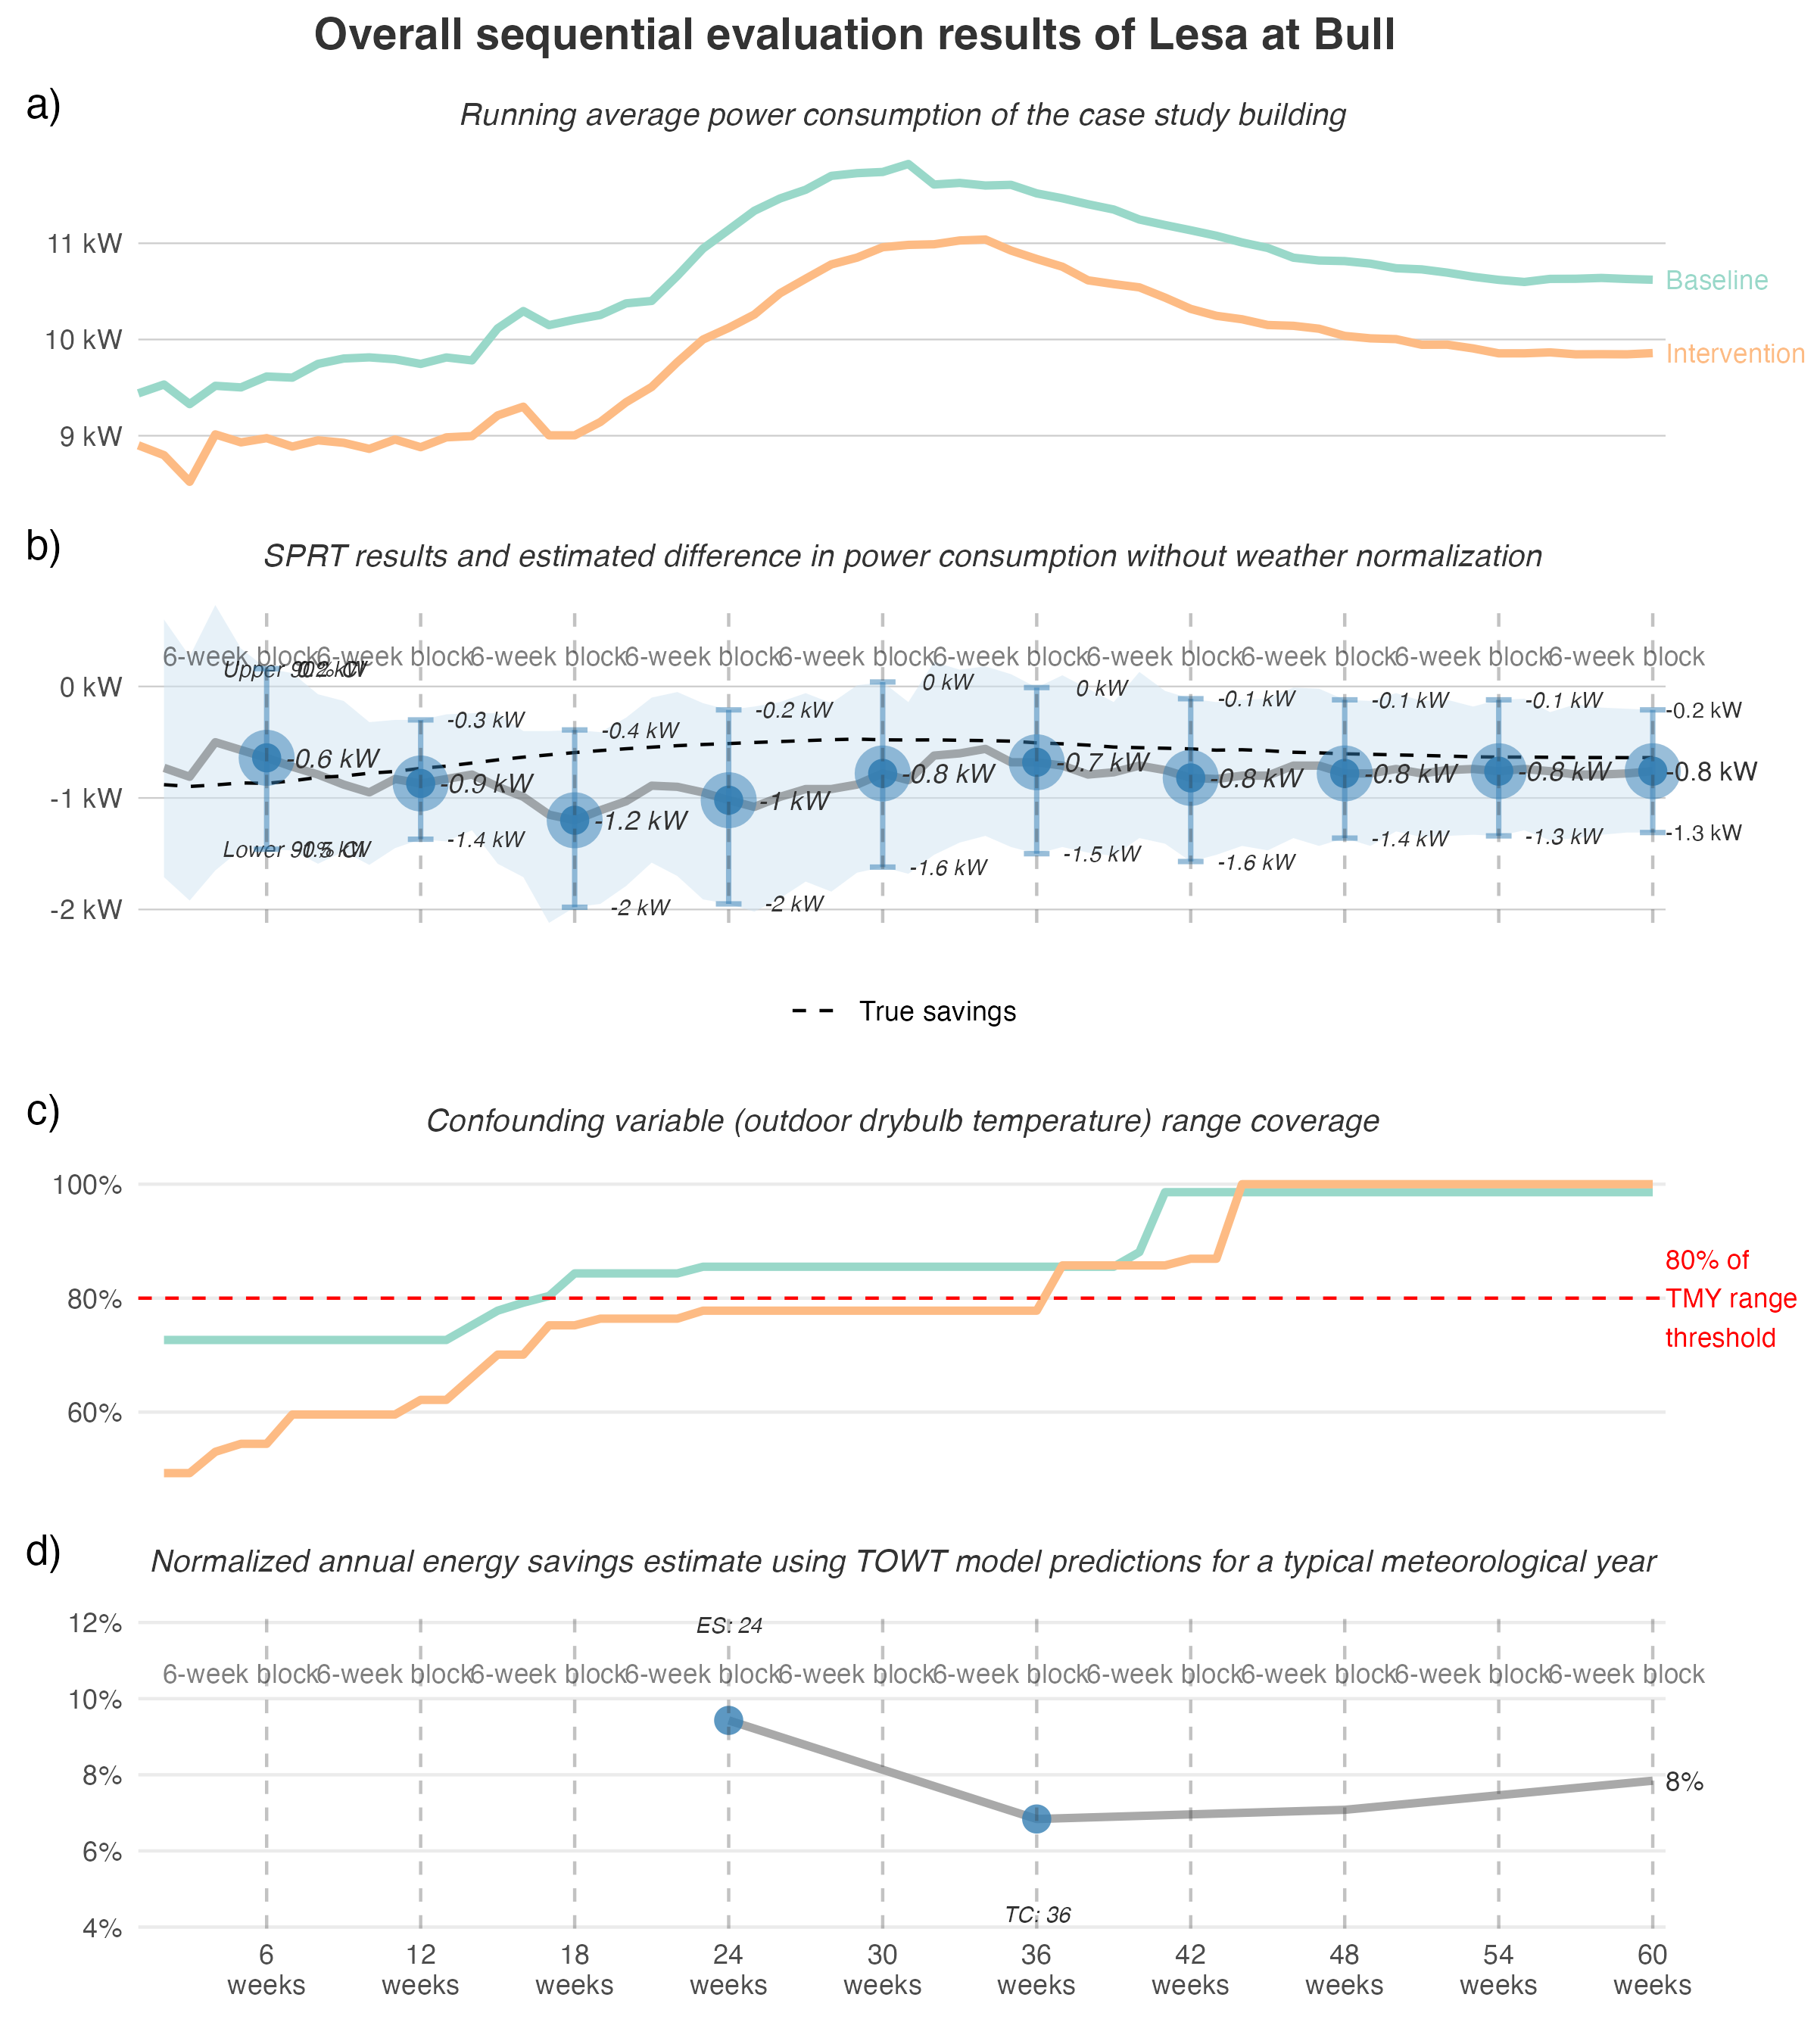 Overall sequential evaluation results of Lesa at Bull
a)
Running average power consumption of the case study building
11 kW
10 kW
9 kW
Baseline
Intervention
b)
SPRT results and estimated difference in power consumption without weather normalization
6-week block 6-week block 6-week block 6-week block 6-week block 6-week block 6-week block 6-week block 6-week block 6-week block
Upper 90% CI 0.2 kW
0 kW
-1 kW
-2 kW
-0.3 kW
-0.4 kW
-0.2 kW
0 kW
0 kW
-0.1 kW
-0.1 kW
-0.1 kW
-0.2 kW
-0.6 kW
-0.9 kW
-1.2 kW
-1 kW
-0.8 kW
-0.7 kW
-0.8 kW
-0.8 kW
-0.8 kW
-0.8 kW
Lower 90% CI -1.5 kW
-1.4 kW
-2 kW
-2 kW
-1.6 kW
-1.5 kW
-1.6 kW
-1.4 kW
-1.3 kW
-1.3 kW
True savings
c)
Confounding variable (outdoor drybulb temperature) range coverage
100%
80%
60%
80% of
TMY range
threshold
d)
Normalized annual energy savings estimate using TOWT model predictions for a typical meteorological year
12%
10%
8%
6%
4%
ES: 24
6-week block 6-week block 6-week block 6-week block 6-week block 6-week block 6-week block 6-week block 6-week block 6-week block
8%
TC: 36
6 12 18 24 30 36 42 48 54 60
weeks weeks weeks weeks weeks weeks weeks weeks weeks weeks